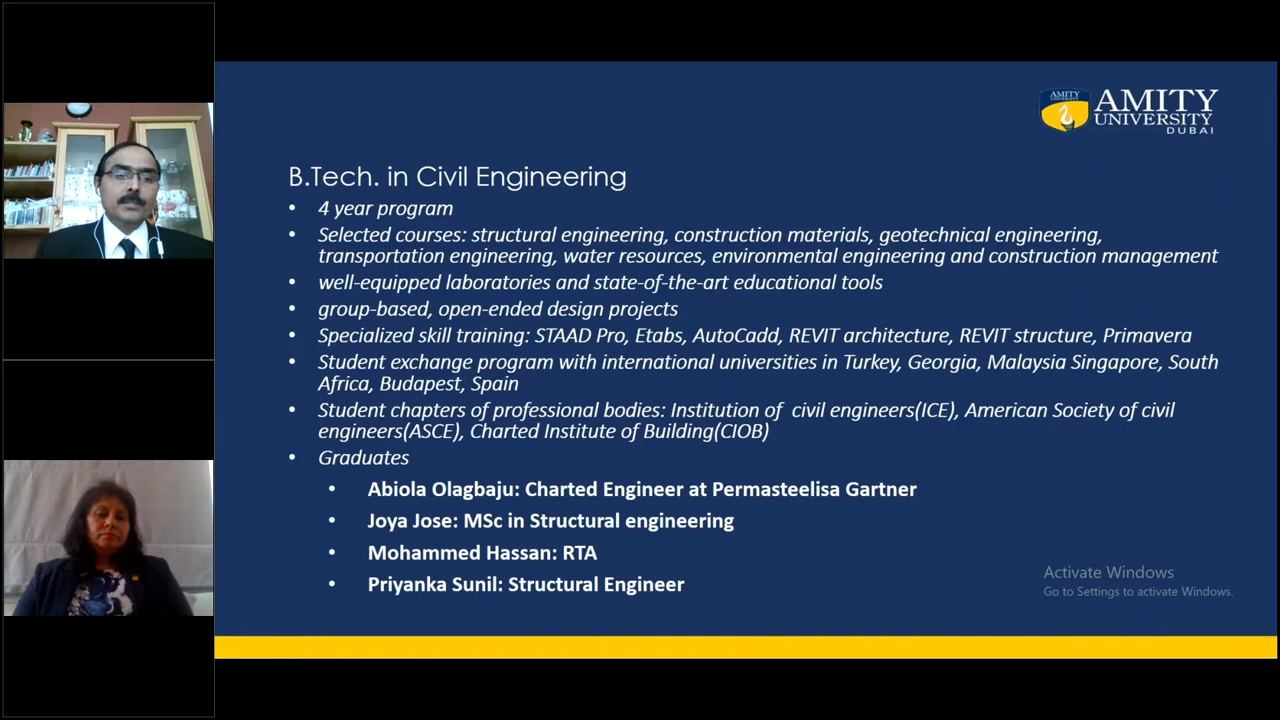 AMITY
UNIVERSITY
AMITY
UNIVERSITY
DUBAI
B.Tech. in Civil Engineering
• 4 year program
• Selected courses: structural engineering, construction materials, geotechnical engineering,
transportation engineering, water resources, environmental engineering and construction management
• well-equipped laboratories and state-of-the-art educational tools
• group-based, open-ended design projects
• Specialized skill training: STAAD Pro, Etabs, AutoCadd, REVIT architecture, REVIT structure, Primavera
• Student exchange program with international universities in Turkey, Georgia, Malaysia Singapore, South
Africa, Budapest, Spain
• Student chapters of professional bodies: Institution of civil engineers(ICE), American Society of civil
engineers(ASCE), Charted Institute of Building(CIOB)
• Graduates
• Abiola Olagbaju: Charted Engineer at Permasteelisa Gartner
• Joya Jose: MSc in Structural engineering
• Mohammed Hassan: RTA
• Priyanka Sunil: Structural Engineer
Activate Windows
Go to Settings to activate Windows.